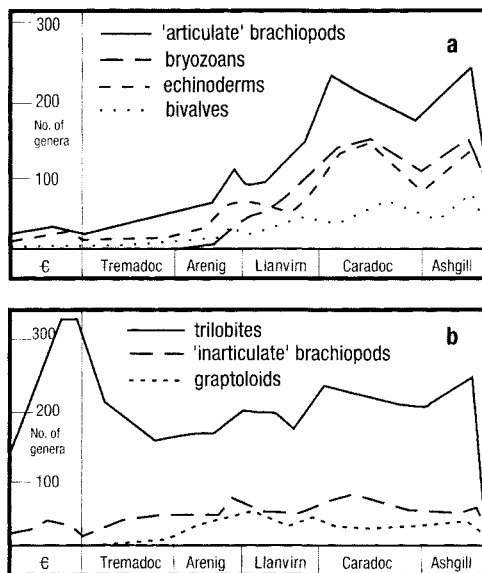 300
'articulate' brachiopods
a
bryozoans
echinoderms
200
bivalves
No. of
genera
100
Є Tremadoc Arenig Llanvirn Caradoc Ashgill
b
trilobites
300
'inarticulate' brachiopods
graptoloids
200
No. of
genera
100
Є Tremadoc Arenig Llanvirn Caradoc Ashgill